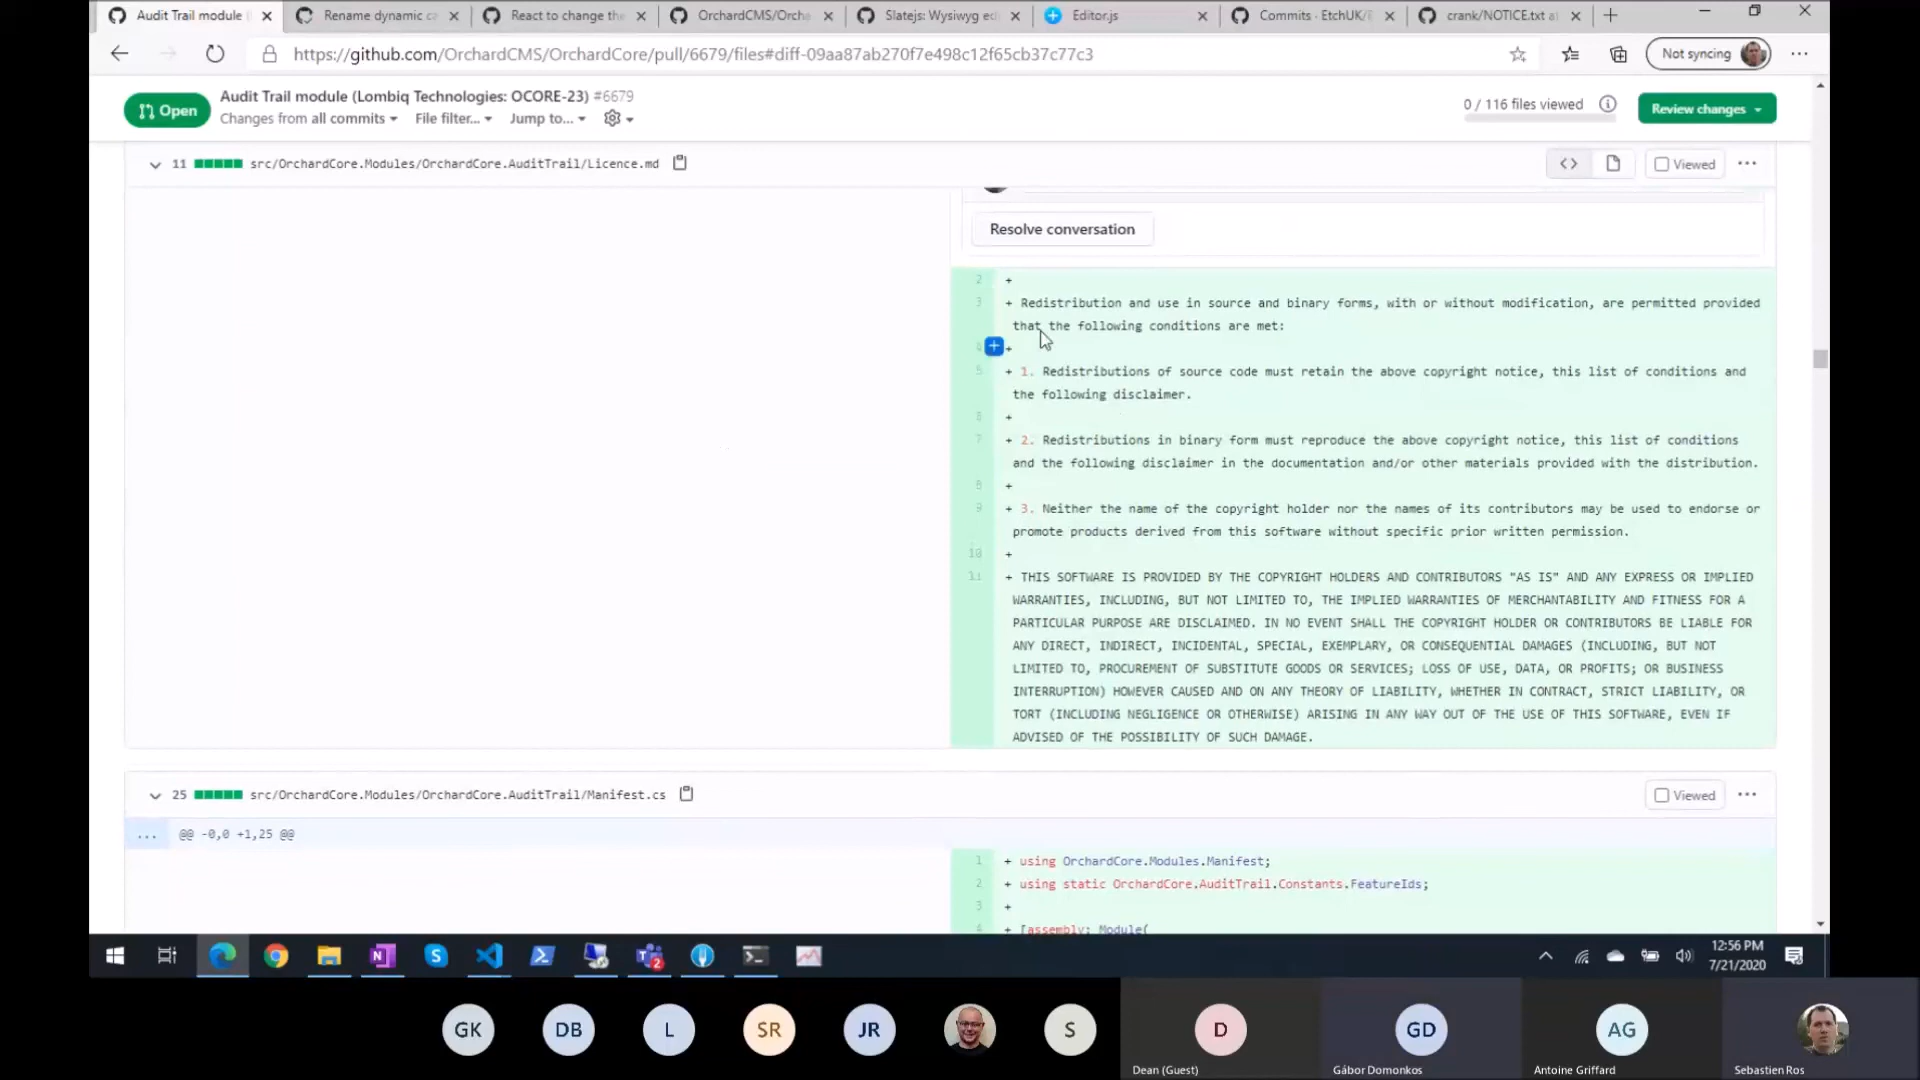 Audit Trail module
Rename dynamic ca
React to change the
OrchardCMS/Orcha
Slatejs: Wysiwyg ed
Editor.js
Commits · EtchUK/
crank/NOTICE.txt a
https://github.com/OrchardCMS/OrchardCore/pull/6679/files#diff-09aa87ab270f7e498c12f65cb37c77c3
Not syncing
Open
Audit Trail module (Lombiq Technologies: OCORE-23) #6679
Changes from all commits
File filter...
Jump to...
0 / 116 files viewed
Review changes
11 src/OrchardCore.Modules/OrchardCore.AuditTrail/Licence.md
Viewed
Resolve conversation
2 +
3 + Redistribution and use in source and binary forms, with or without modification, are permitted provided
that the following conditions are met:
4 +
5 + 1. Redistributions of source code must retain the above copyright notice, this list of conditions and
the following disclaimer.
6 +
7 + 2. Redistributions in binary form must reproduce the above copyright notice, this list of conditions
and the following disclaimer in the documentation and/or other materials provided with the distribution.
8 +
9 + 3. Neither the name of the copyright holder nor the names of its contributors may be used to endorse or
promote products derived from this software without specific prior written permission.
10 +
11 + THIS SOFTWARE IS PROVIDED BY THE COPYRIGHT HOLDERS AND CONTRIBUTORS "AS IS" AND ANY EXPRESS OR IMPLIED
WARRANTIES, INCLUDING, BUT NOT LIMITED TO, THE IMPLIED WARRANTIES OF MERCHANTABILITY AND FITNESS FOR A
PARTICULAR PURPOSE ARE DISCLAIMED. IN NO EVENT SHALL THE COPYRIGHT HOLDER OR CONTRIBUTORS BE LIABLE FOR
ANY DIRECT, INDIRECT, INCIDENTAL, SPECIAL, EXEMPLARY, OR CONSEQUENTIAL DAMAGES (INCLUDING, BUT NOT
LIMITED TO, PROCUREMENT OF SUBSTITUTE GOODS OR SERVICES; LOSS OF USE, DATA, OR PROFITS; OR BUSINESS
INTERRUPTION) HOWEVER CAUSED AND ON ANY THEORY OF LIABILITY, WHETHER IN CONTRACT, STRICT LIABILITY, OR
TORT (INCLUDING NEGLIGENCE OR OTHERWISE) ARISING IN ANY WAY OUT OF THE USE OF THIS SOFTWARE, EVEN IF
ADVISED OF THE POSSIBILITY OF SUCH DAMAGE.
25 src/OrchardCore.Modules/OrchardCore.AuditTrail/Manifest.cs
Viewed
... @@ -0,0 +1,25 @@
1 + using OrchardCore.Modules.Manifest;
2 + using static OrchardCore.AuditTrail.Constants.FeatureIds;
3 +
4 + [assembly: Module(
12:56 PM
7/21/2020
GK
DB
L
SR
JR
S
D
GD
AG
Dean (Guest)
Gábor Domonkos
Antoine Griffard
Sebastien Ros